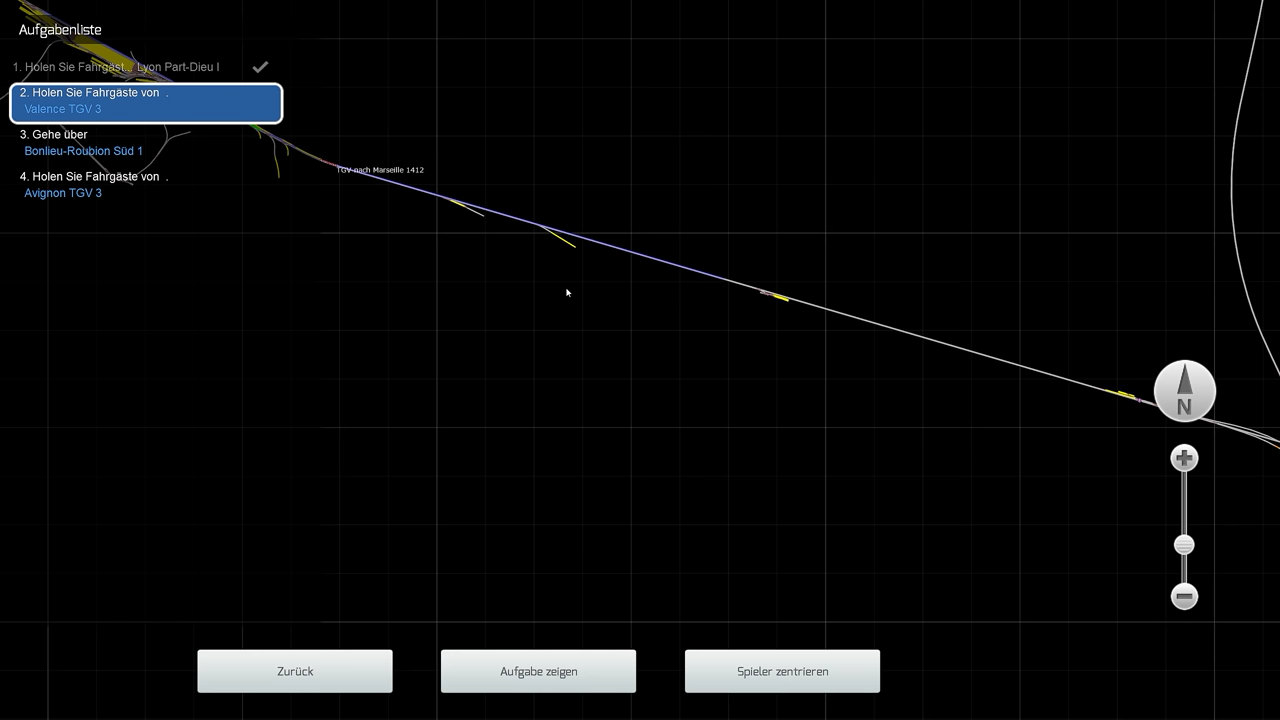 Aufgabenliste
1. Holen Sie Fahrgäst... Lyon Part-Dieu I
2. Holen Sie Fahrgäste von .
Valence TGV 3
3. Gehe über
Bonlieu-Roubion Süd 1
4. Holen Sie Fahrgäste von .
Avignon TGV 3
TGV nach Marseille 1412
N
Zurück
Aufgabe zeigen
Spieler zentrieren